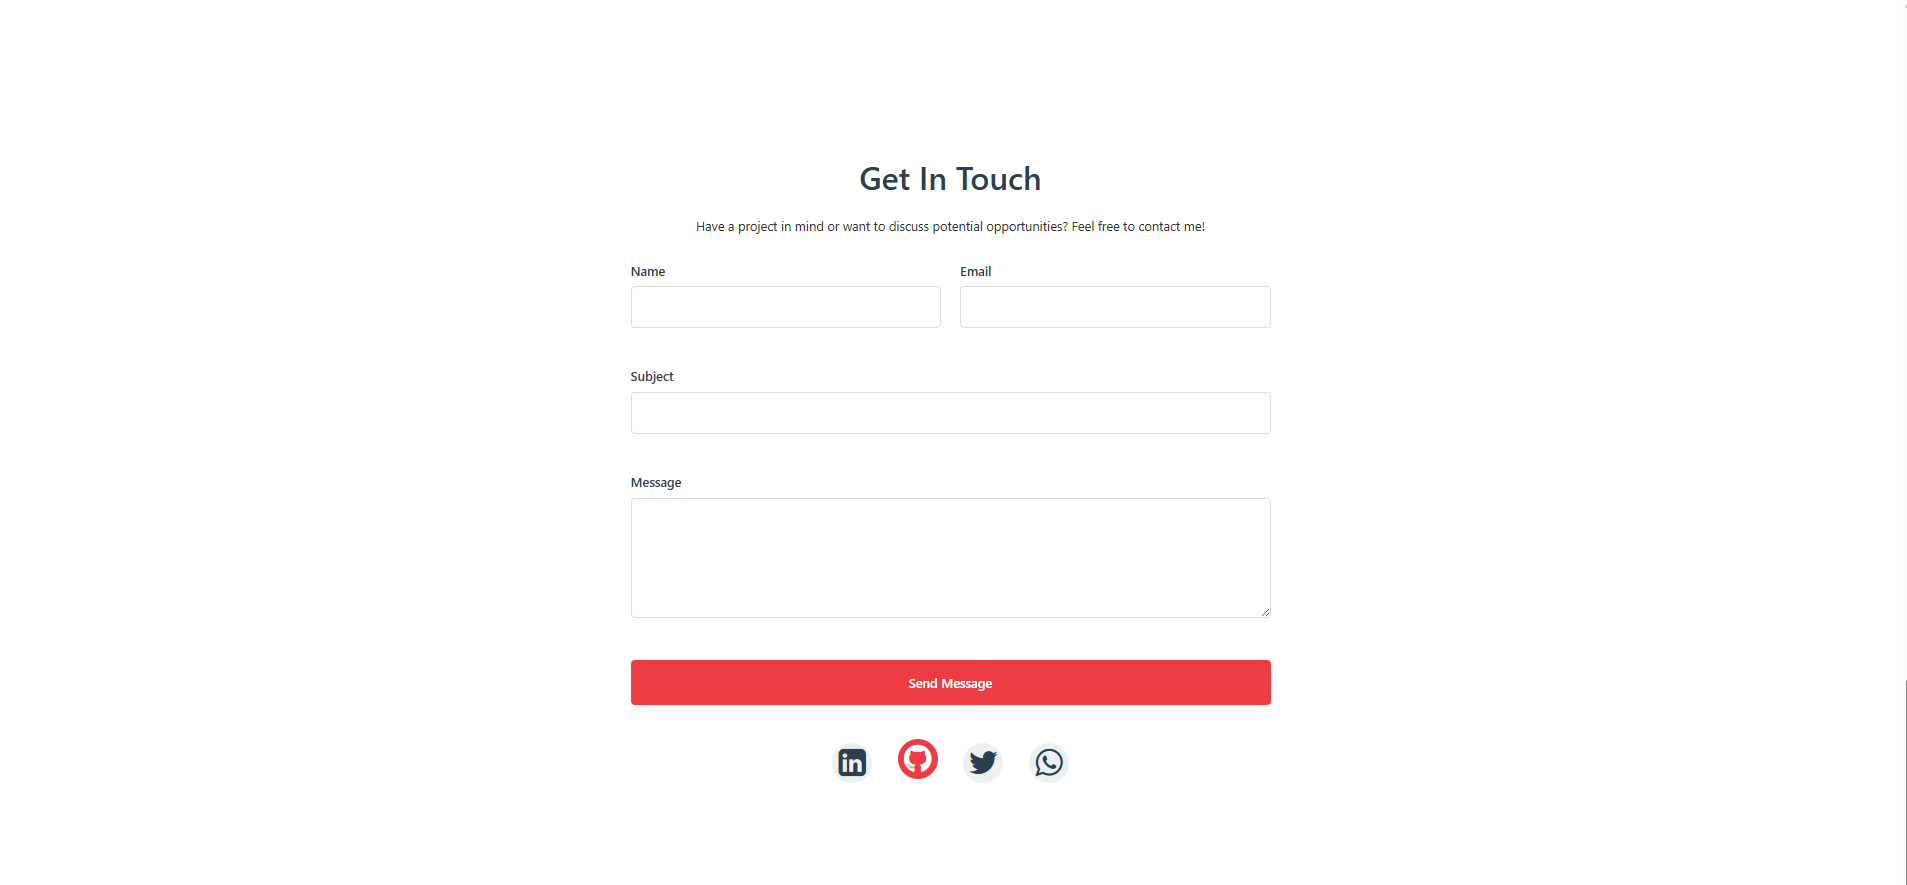 Get In Touch
Have a project in mind or want to discuss potential opportunities? Feel free to contact me!
Name Email
Subject
Message
Send Message
in